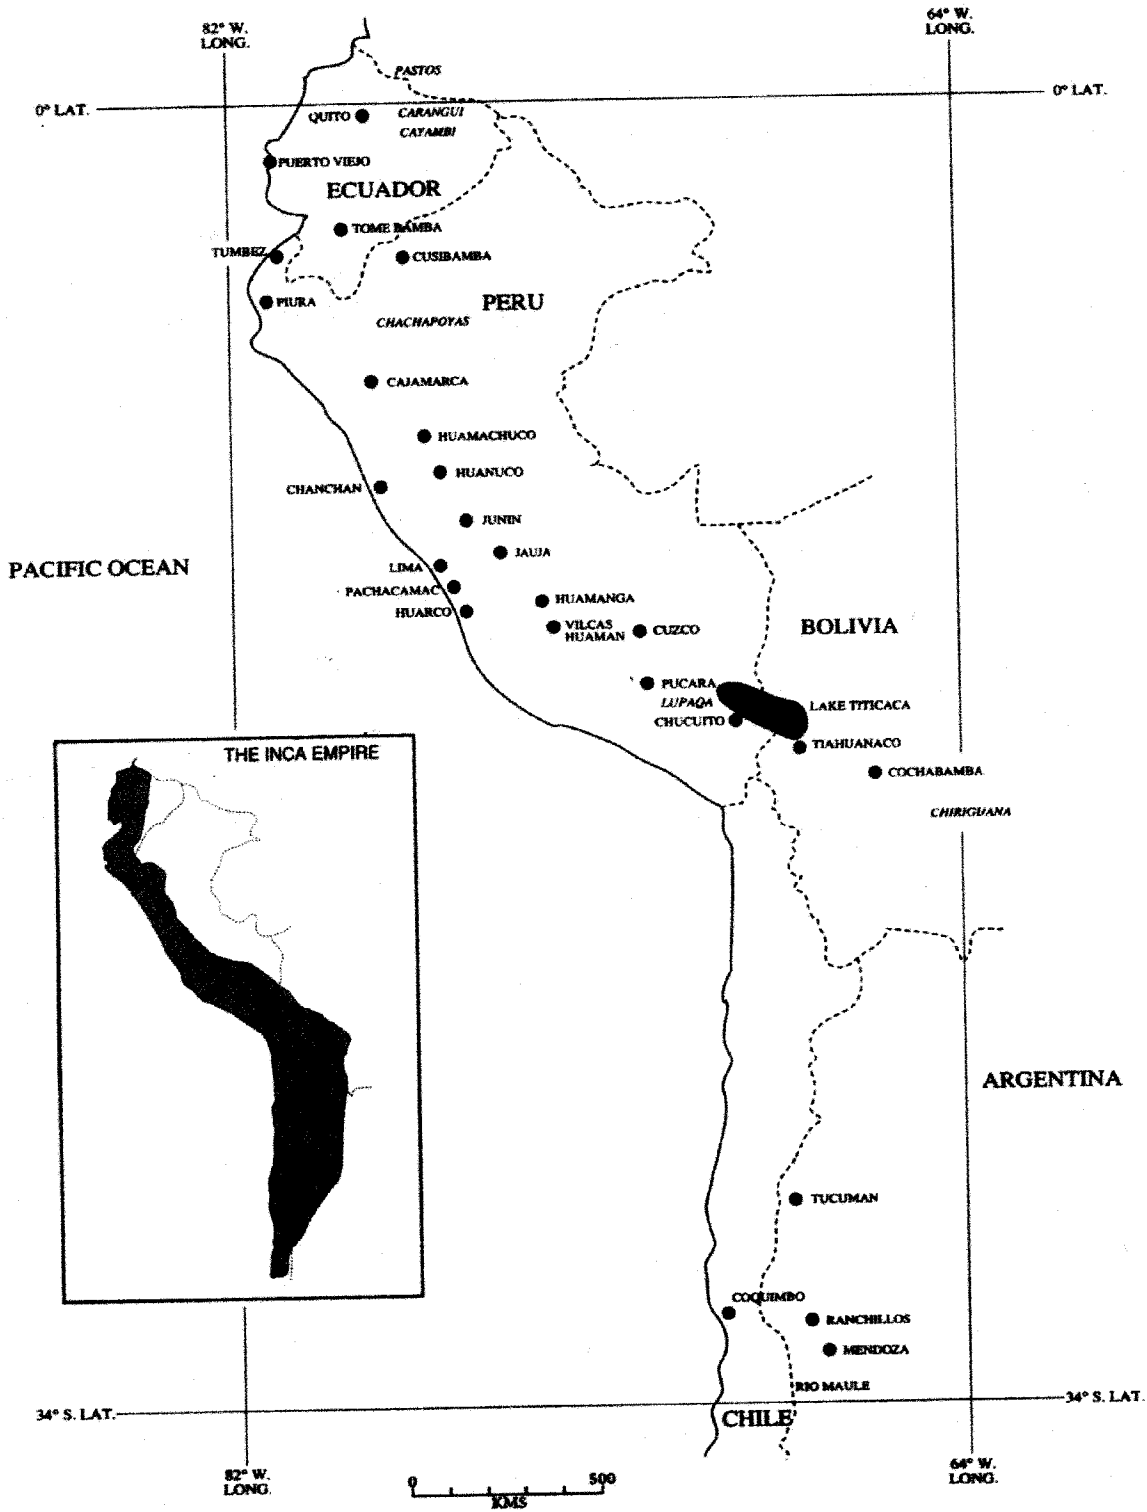 82° W.
LONG.
64° W.
LONG.
0° LAT.
0° LAT.
PASTOS
QUITO
CARANGUI
CAYAMBI
PUERTO VIEJO
ECUADOR
TOME BAMBA
TUMBEZ
CUSIBAMBA
PIURA
PERU
CHACHAPOYAS
CAJAMARCA
HUAMACHUCO
HUANUCO
CHANCHAN
JUNIN
JAUJA
PACIFIC OCEAN
LIMA
PACHACAMAC
HUAMANGA
HUARCO
VILCAS
HUAMAN
CUZCO
BOLIVIA
PUCARA
LUPAQA
LAKE TITICACA
CHUCUITO
TIAHUANACO
COCHABAMBA
CHIRIGUANA
THE INCA EMPIRE
ARGENTINA
TUCUMAN
COQUIMBO
RANCHILLOS
MENDOZA
RIO MAULE
34° S. LAT.
34° S. LAT.
CHILE
82° W.
LONG.
0 500
KMS
64° W.
LONG.